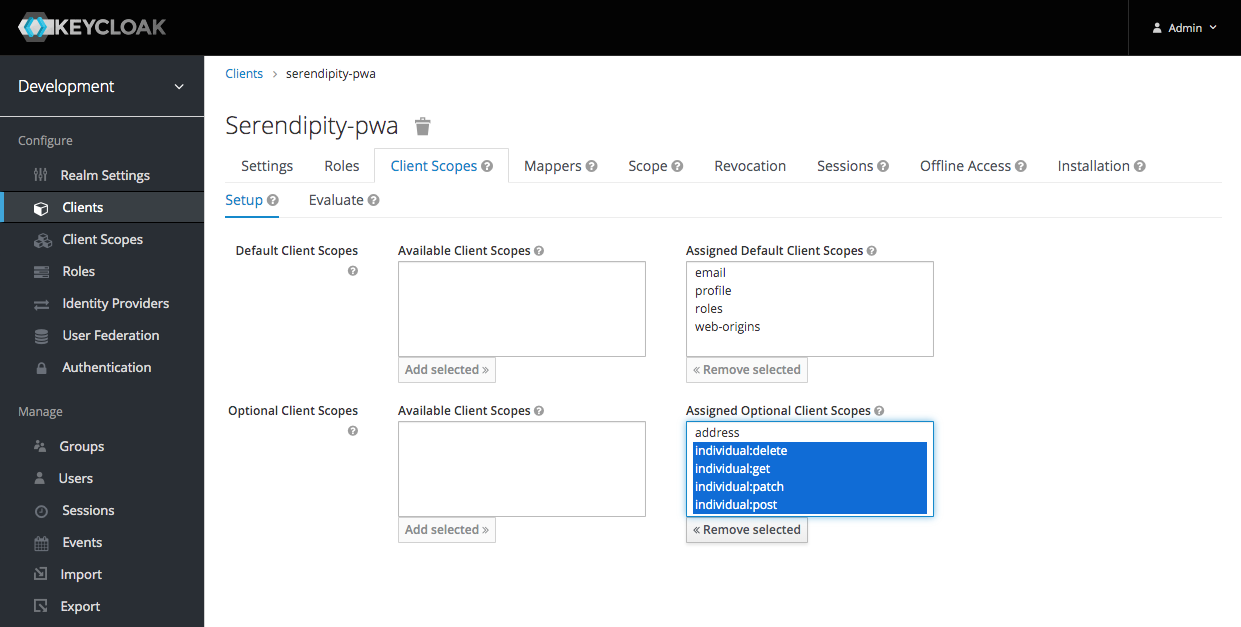 KEYCLOAK
Admin
Development
Configure
Realm Settings
Clients
Client Scopes
Roles
Identity Providers
User Federation
Authentication
Manage
Groups
Users
Sessions
Events
Import
Export
Clients > serendipity-pwa
Serendipity-pwa
Settings Roles Client Scopes ? Mappers ? Scope ? Revocation Sessions ? Offline Access ? Installation ?
Setup ? Evaluate ?
Default Client Scopes ?
Available Client Scopes ?
Add selected »
Assigned Default Client Scopes ?
email
profile
roles
web-origins
« Remove selected
Optional Client Scopes ?
Available Client Scopes ?
Add selected »
Assigned Optional Client Scopes ?
address
individual:delete
individual:get
individual:patch
individual:post
« Remove selected